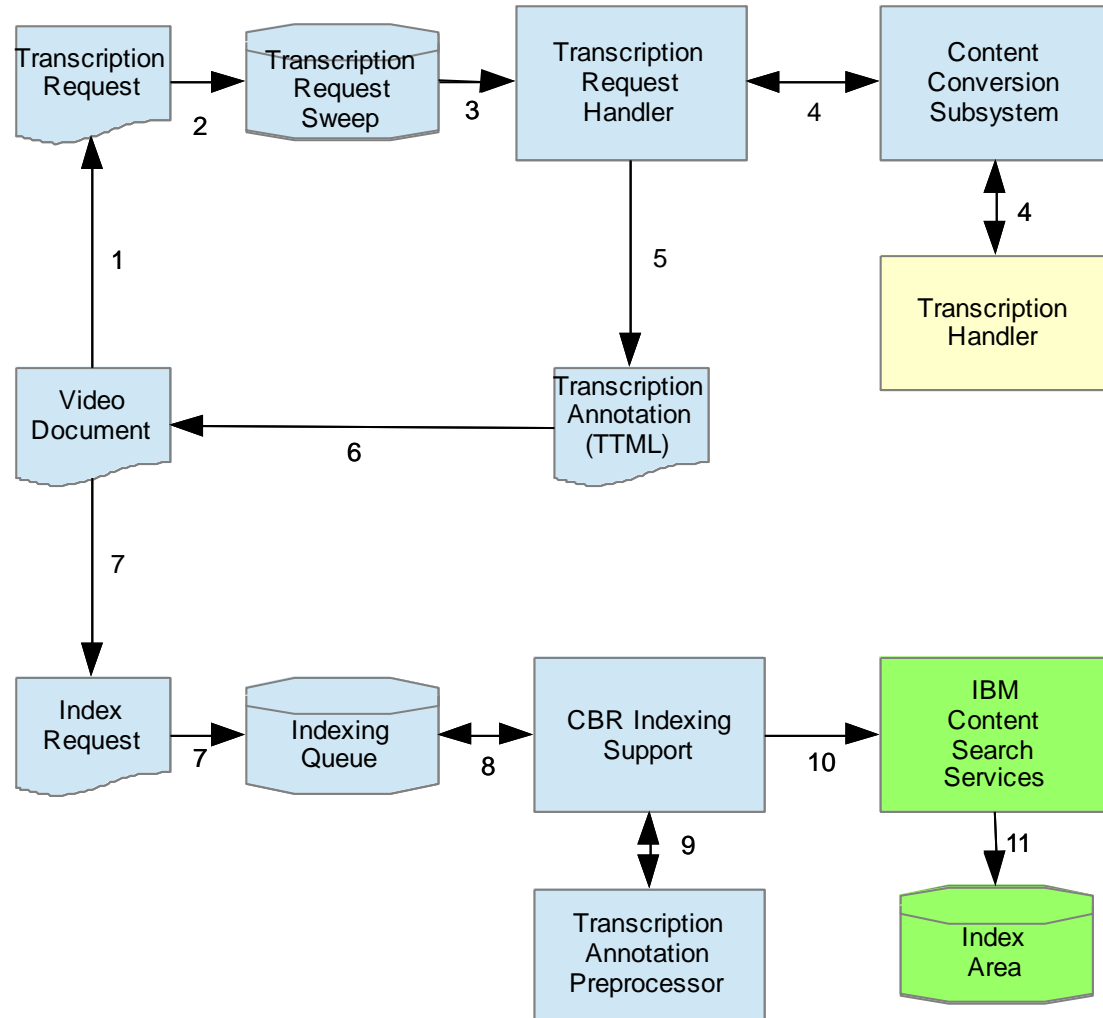 Transcription
Request
Transcription
Request
Sweep
Transcription
Request
Handler
Content
Conversion
Subsystem
2
3
4
4
1
5
Transcription
Handler
Video
Document
Transcription
Annotation
(TTML)
6
7
Index
Request
Indexing
Queue
CBR Indexing
Support
IBM
Content
Search
Services
7
8
10
9
11
Transcription
Annotation
Preprocessor
Index
Area